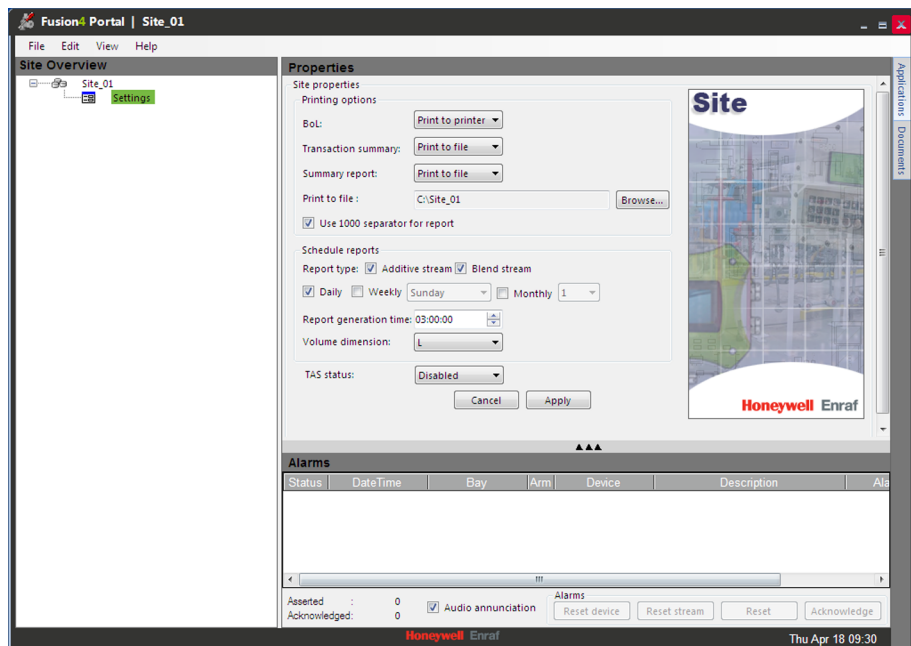 Fusion4 Portal | Site_01
File Edit View Help
Site Overview
Site_01
Settings
Properties
Site properties
Printing options
BoL: Print to printer
Transaction summary: Print to file
Summary report: Print to file
Print to file : C:\Site_01 Browse...
Use 1000 separator for report
Schedule reports
Report type: Additive stream Blend stream
Daily Weekly Sunday Monthly 1
Report generation time: 03:00:00
Volume dimension: L
TAS status: Disabled
Cancel Apply
Site
Honeywell Enraf
Applications
Documents
Alarms
Status DateTime Bay Arm Device Description Ala
Asserted : 0
Acknowledged: 0
Audio annunciation
Alarms
Reset device Reset stream Reset Acknowledge
Honeywell Enraf
Thu Apr 18 09:30